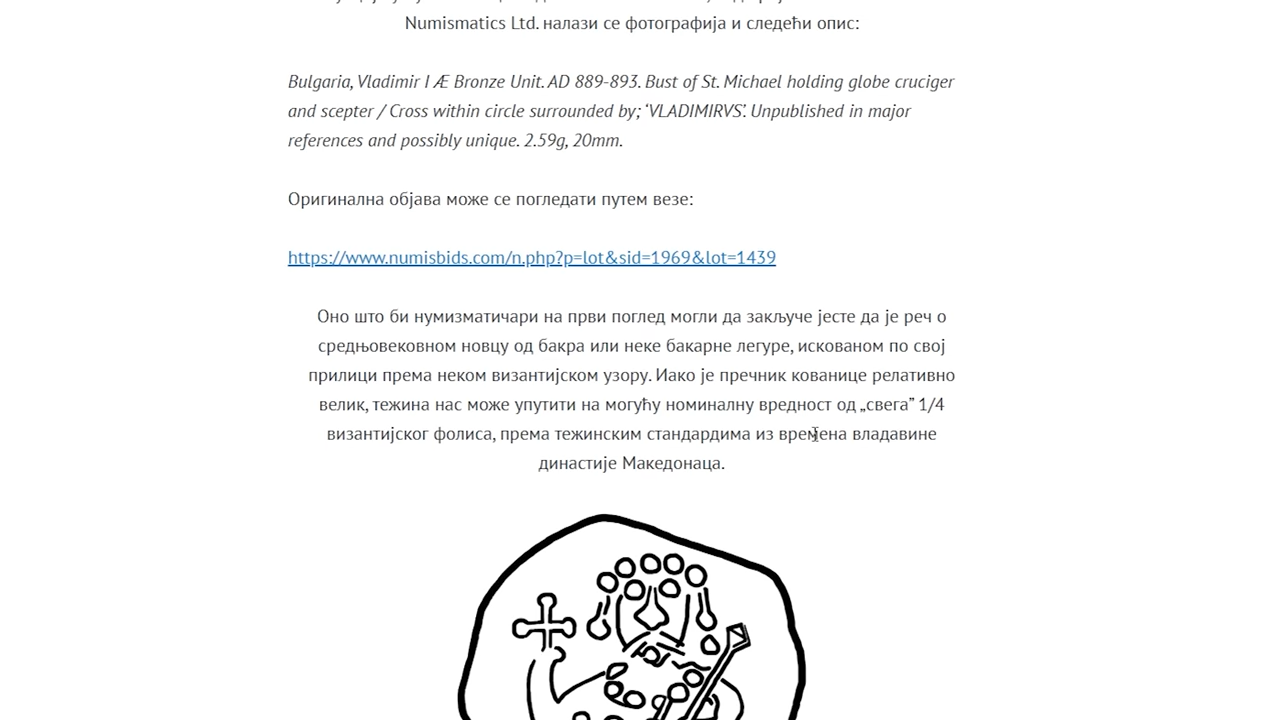 Numismatics Ltd. налази се фотографија и следећи опис:
Bulgaria, Vladimir I Æ Bronze Unit. AD 889-893. Bust of St. Michael holding globe cruciger
and scepter / Cross within circle surrounded by; ‘VLADIMIRVS’. Unpublished in major
references and possibly unique. 2.59g, 20mm.
Оригинална објава може се погледати путем везе:
https://www.numisbids.com/n.php?p=lot&sid=1969&lot=1439
Оно што би нумизматичари на први поглед могли да закључе јесте да је реч о
средњовековном новцу од бакра или неке бакарне легуре, искованом по свој
прилици према неком византијском узору. Иако је пречник кованице релативно
велик, тежина нас може упутити на могућу номиналну вредност од „свега” 1/4
византијског фолиса, према тежинским стандардима из времена владавине
династије Македонаца.